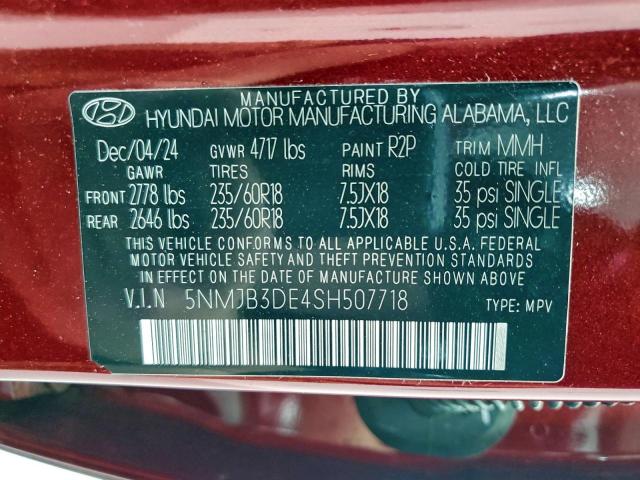 MANUFACTURED BY
HYUNDAI MOTOR MANUFACTURING ALABAMA, LLC
Dec/04/24 GVWR 4717 lbs PAINT R2P TRIM MMH
GAWR TIRES RIMS COLD TIRE INFL
FRONT 2778 lbs 235/60R18 7.5JX18 35 psi SINGLE
REAR 2646 lbs 235/60R18 7.5JX18 35 psi SINGLE
THIS VEHICLE CONFORMS TO ALL APPLICABLE U.S.A. FEDERAL
MOTOR VEHICLE SAFETY AND THEFT PREVENTION STANDARDS
IN EFFECT ON THE DATE OF MANUFACTURE SHOWN ABOVE
V.I.N 5NMJB3DE4SH507718 TYPE: MPV